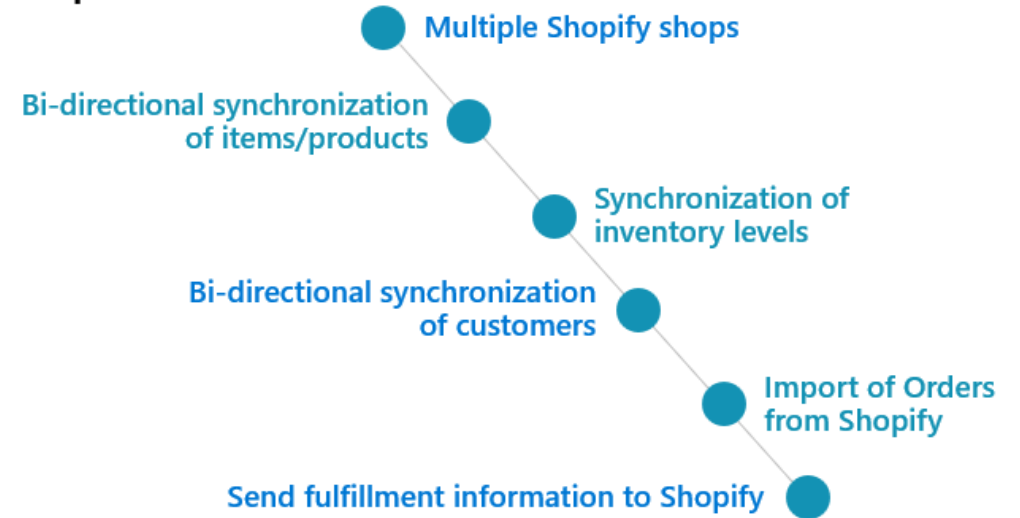 Multiple Shopify shops
Bi-directional synchronization
of items/products
Synchronization of
inventory levels
Bi-directional synchronization
of customers
Import of Orders
from Shopify
Send fulfillment information to Shopify